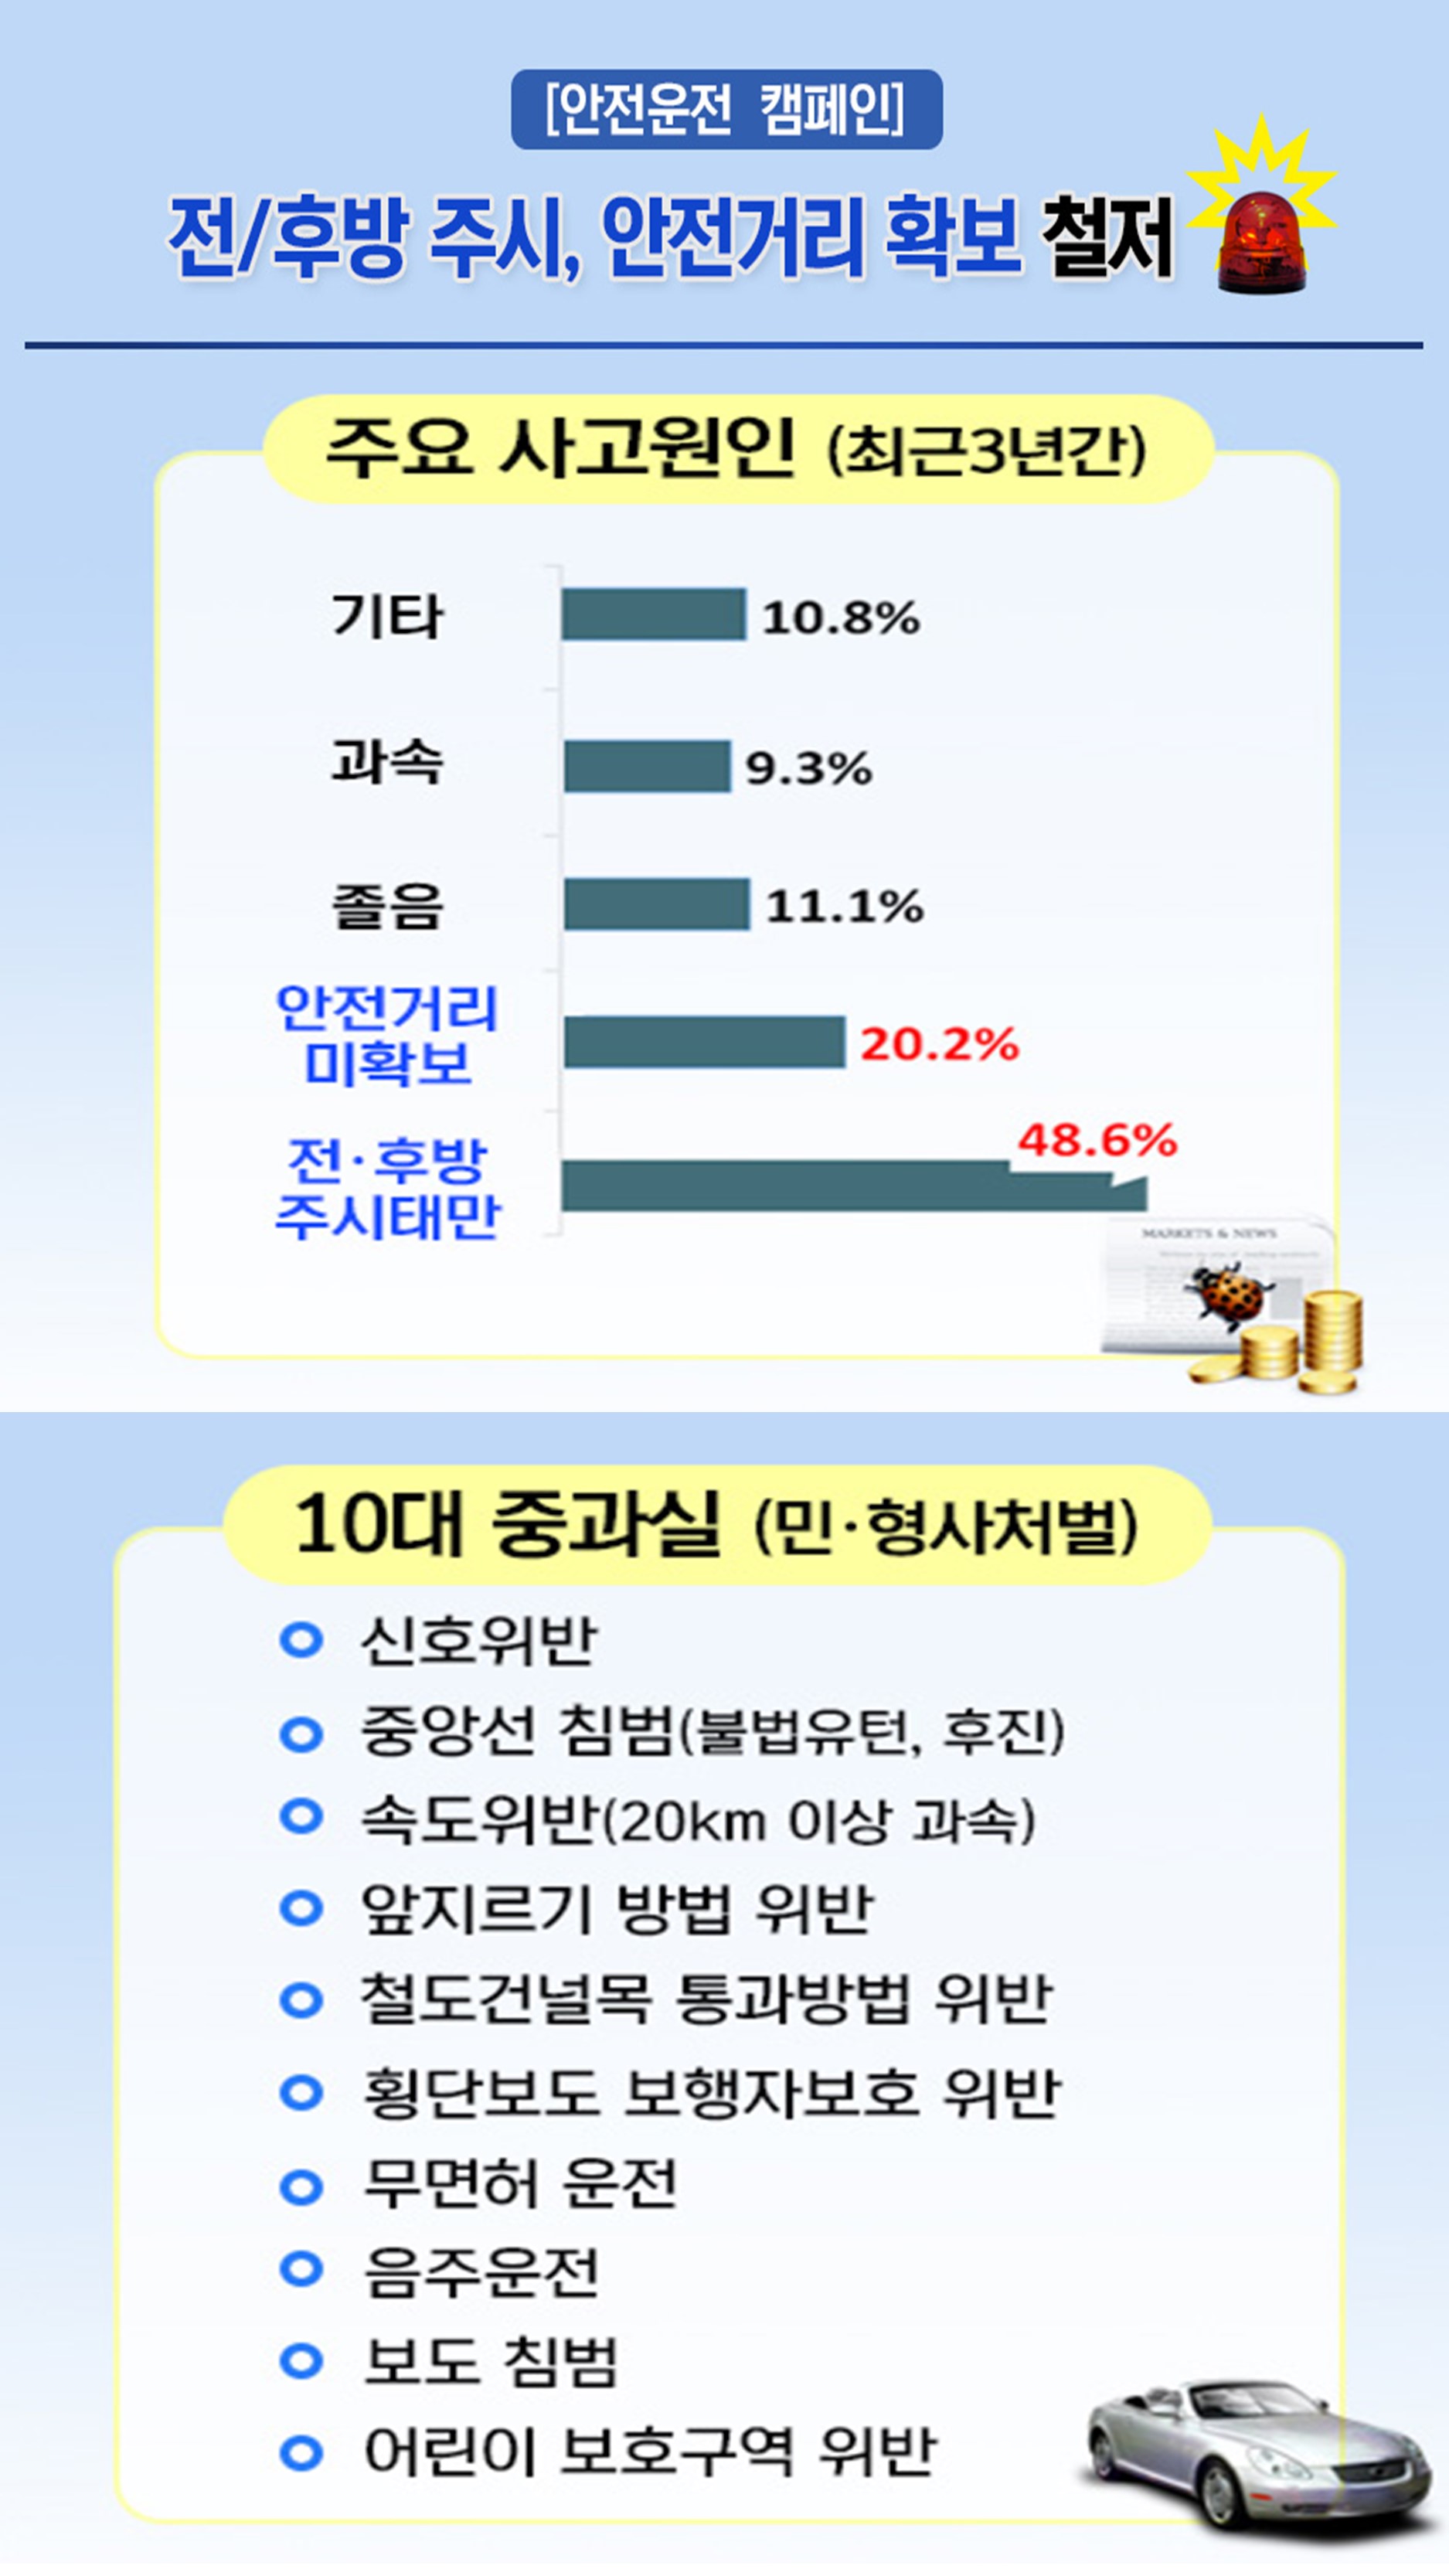 [안전운전 캠페인]
전/후방 주시, 안전거리 확보 철저
주요 사고원인 (최근3년간)
기타 10.8%
과속 9.3%
졸음 11.1%
안전거리
미확보 20.2%
전·후방
주시태만 48.6%
MARKETS & NEWS
10대 중과실 (민·형사처벌)
신호위반
중앙선 침범(불법유턴, 후진)
속도위반(20km 이상 과속)
앞지르기 방법 위반
철도건널목 통과방법 위반
횡단보도 보행자보호 위반
무면허 운전
음주운전
보도 침범
어린이 보호구역 위반